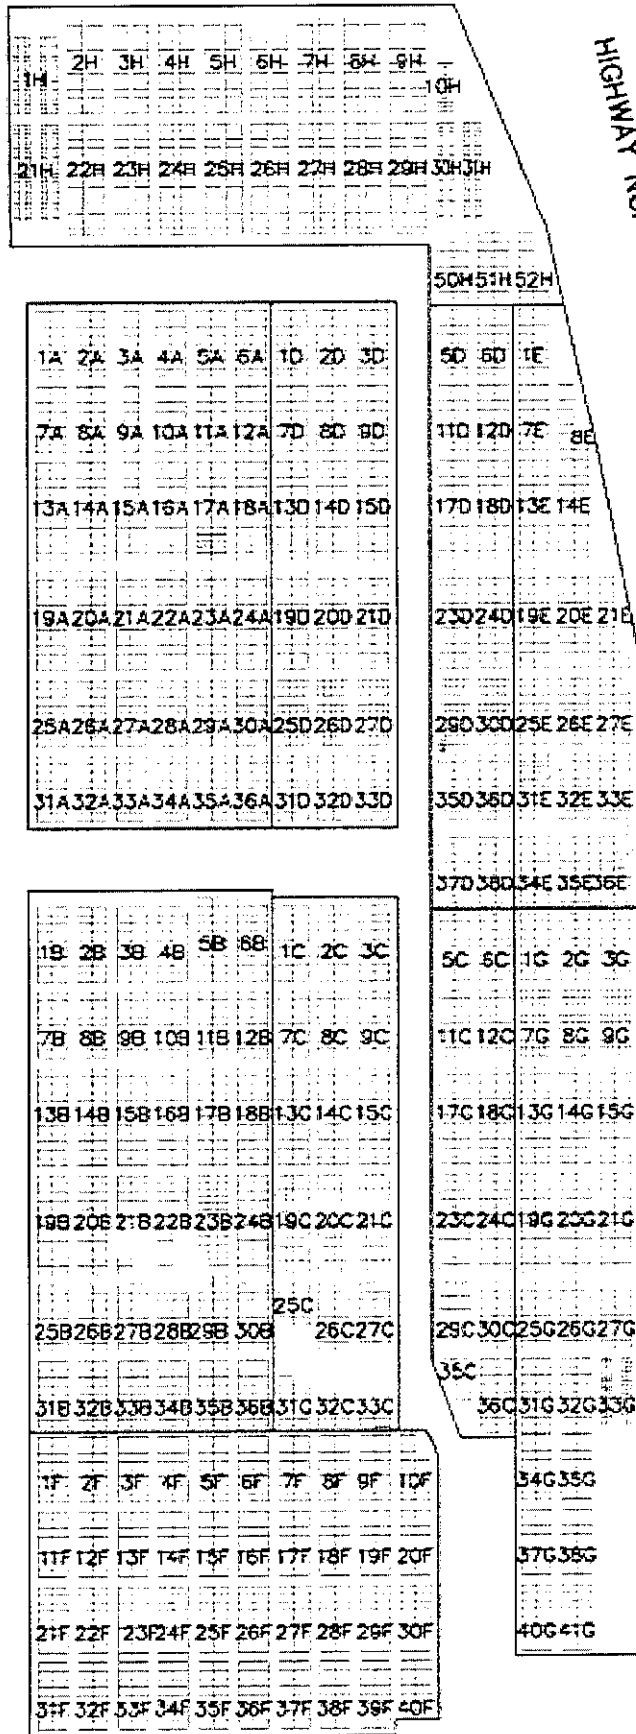 HIGHWAY NO.
1H 2H 3H 4H 5H 6H 7H 8H 9H 10H
21H 22H 23H 24H 25H 26H 27H 28H 29H 30H 31H
50H 51H 52H
1A 2A 3A 4A 5A 6A 1D 2D 3D 5D 6D 1E
7A 8A 9A 10A 11A 12A 7D 8D 9D 11D 12D 7E 8E
13A 14A 15A 16A 17A 18A 13D 14D 15D 17D 18D 13E 14E
19A 20A 21A 22A 23A 24A 19D 20D 21D 23D 24D 19E 20E 21E
25A 26A 27A 28A 29A 30A 25D 26D 27D 29D 30D 25E 26E 27E
31A 32A 33A 34A 35A 36A 31D 32D 33D 35D 36D 31E 32E 33E
37D 38D 34E 35E 36E
1B 2B 3B 4B 5B 6B 1C 2C 3C 5C 6C 1G 2G 3G
7B 8B 9B 10B 11B 12B 7C 8C 9C 11C 12C 7G 8G 9G
13B 14B 15B 16B 17B 18B 13C 14C 15C 17C 18C 13G 14G 15G
19B 20B 21B 22B 23B 24B 19C 20C 21C 23C 24C 19G 20G 21G
25B 26B 27B 28B 29B 30B 25C 26C 27C 29C 30C 25G 26G 27G
35C
31B 32B 33B 34B 35B 36B 31C 32C 33C 36C 31G 32G 33G
1F 2F 3F 4F 5F 6F 7F 8F 9F 10F 34G 35G
11F 12F 13F 14F 15F 16F 17F 18F 19F 20F 37G 38G
21F 22F 23F 24F 25F 26F 27F 28F 29F 30F 40G 41G
31F 32F 33F 34F 35F 36F 37F 38F 39F 40F